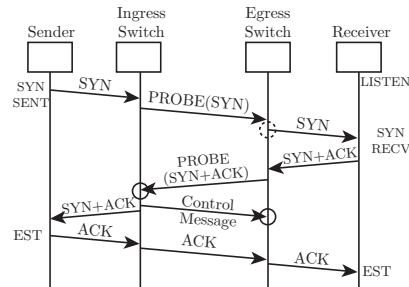 Sender
Ingress
Switch
Egress
Switch
Receiver
SYN
SENT
SYN
PROBE(SYN)
LISTEN
SYN
SYN
RECV
SYN+ACK
PROBE
(SYN+ACK)
SYN+ACK
Control
Message
EST
ACK
ACK
ACK
EST